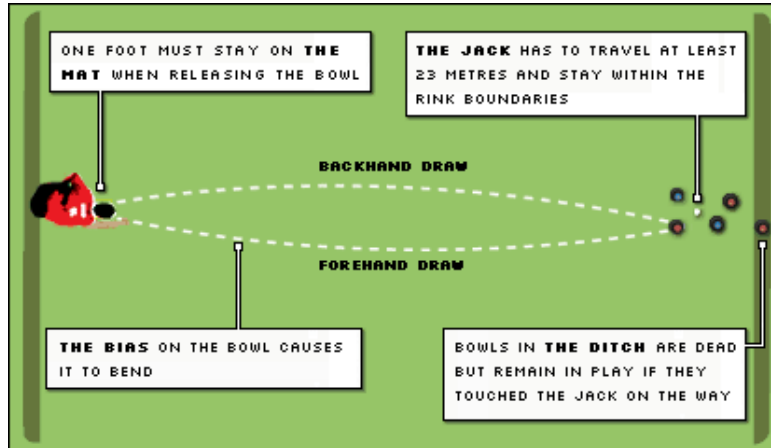 ONE FOOT MUST STAY ON THE
MAT WHEN RELEASING THE BOWL
THE JACK HAS TO TRAVEL AT LEAST
23 METRES AND STAY WITHIN THE
RINK BOUNDARIES
BACKHAND DRAW
FOREHAND DRAW
THE BIAS ON THE BOWL CAUSES
IT TO BEND
BOWLS IN THE DITCH ARE DEAD
BUT REMAIN IN PLAY IF THEY
TOUCHED THE JACK ON THE WAY